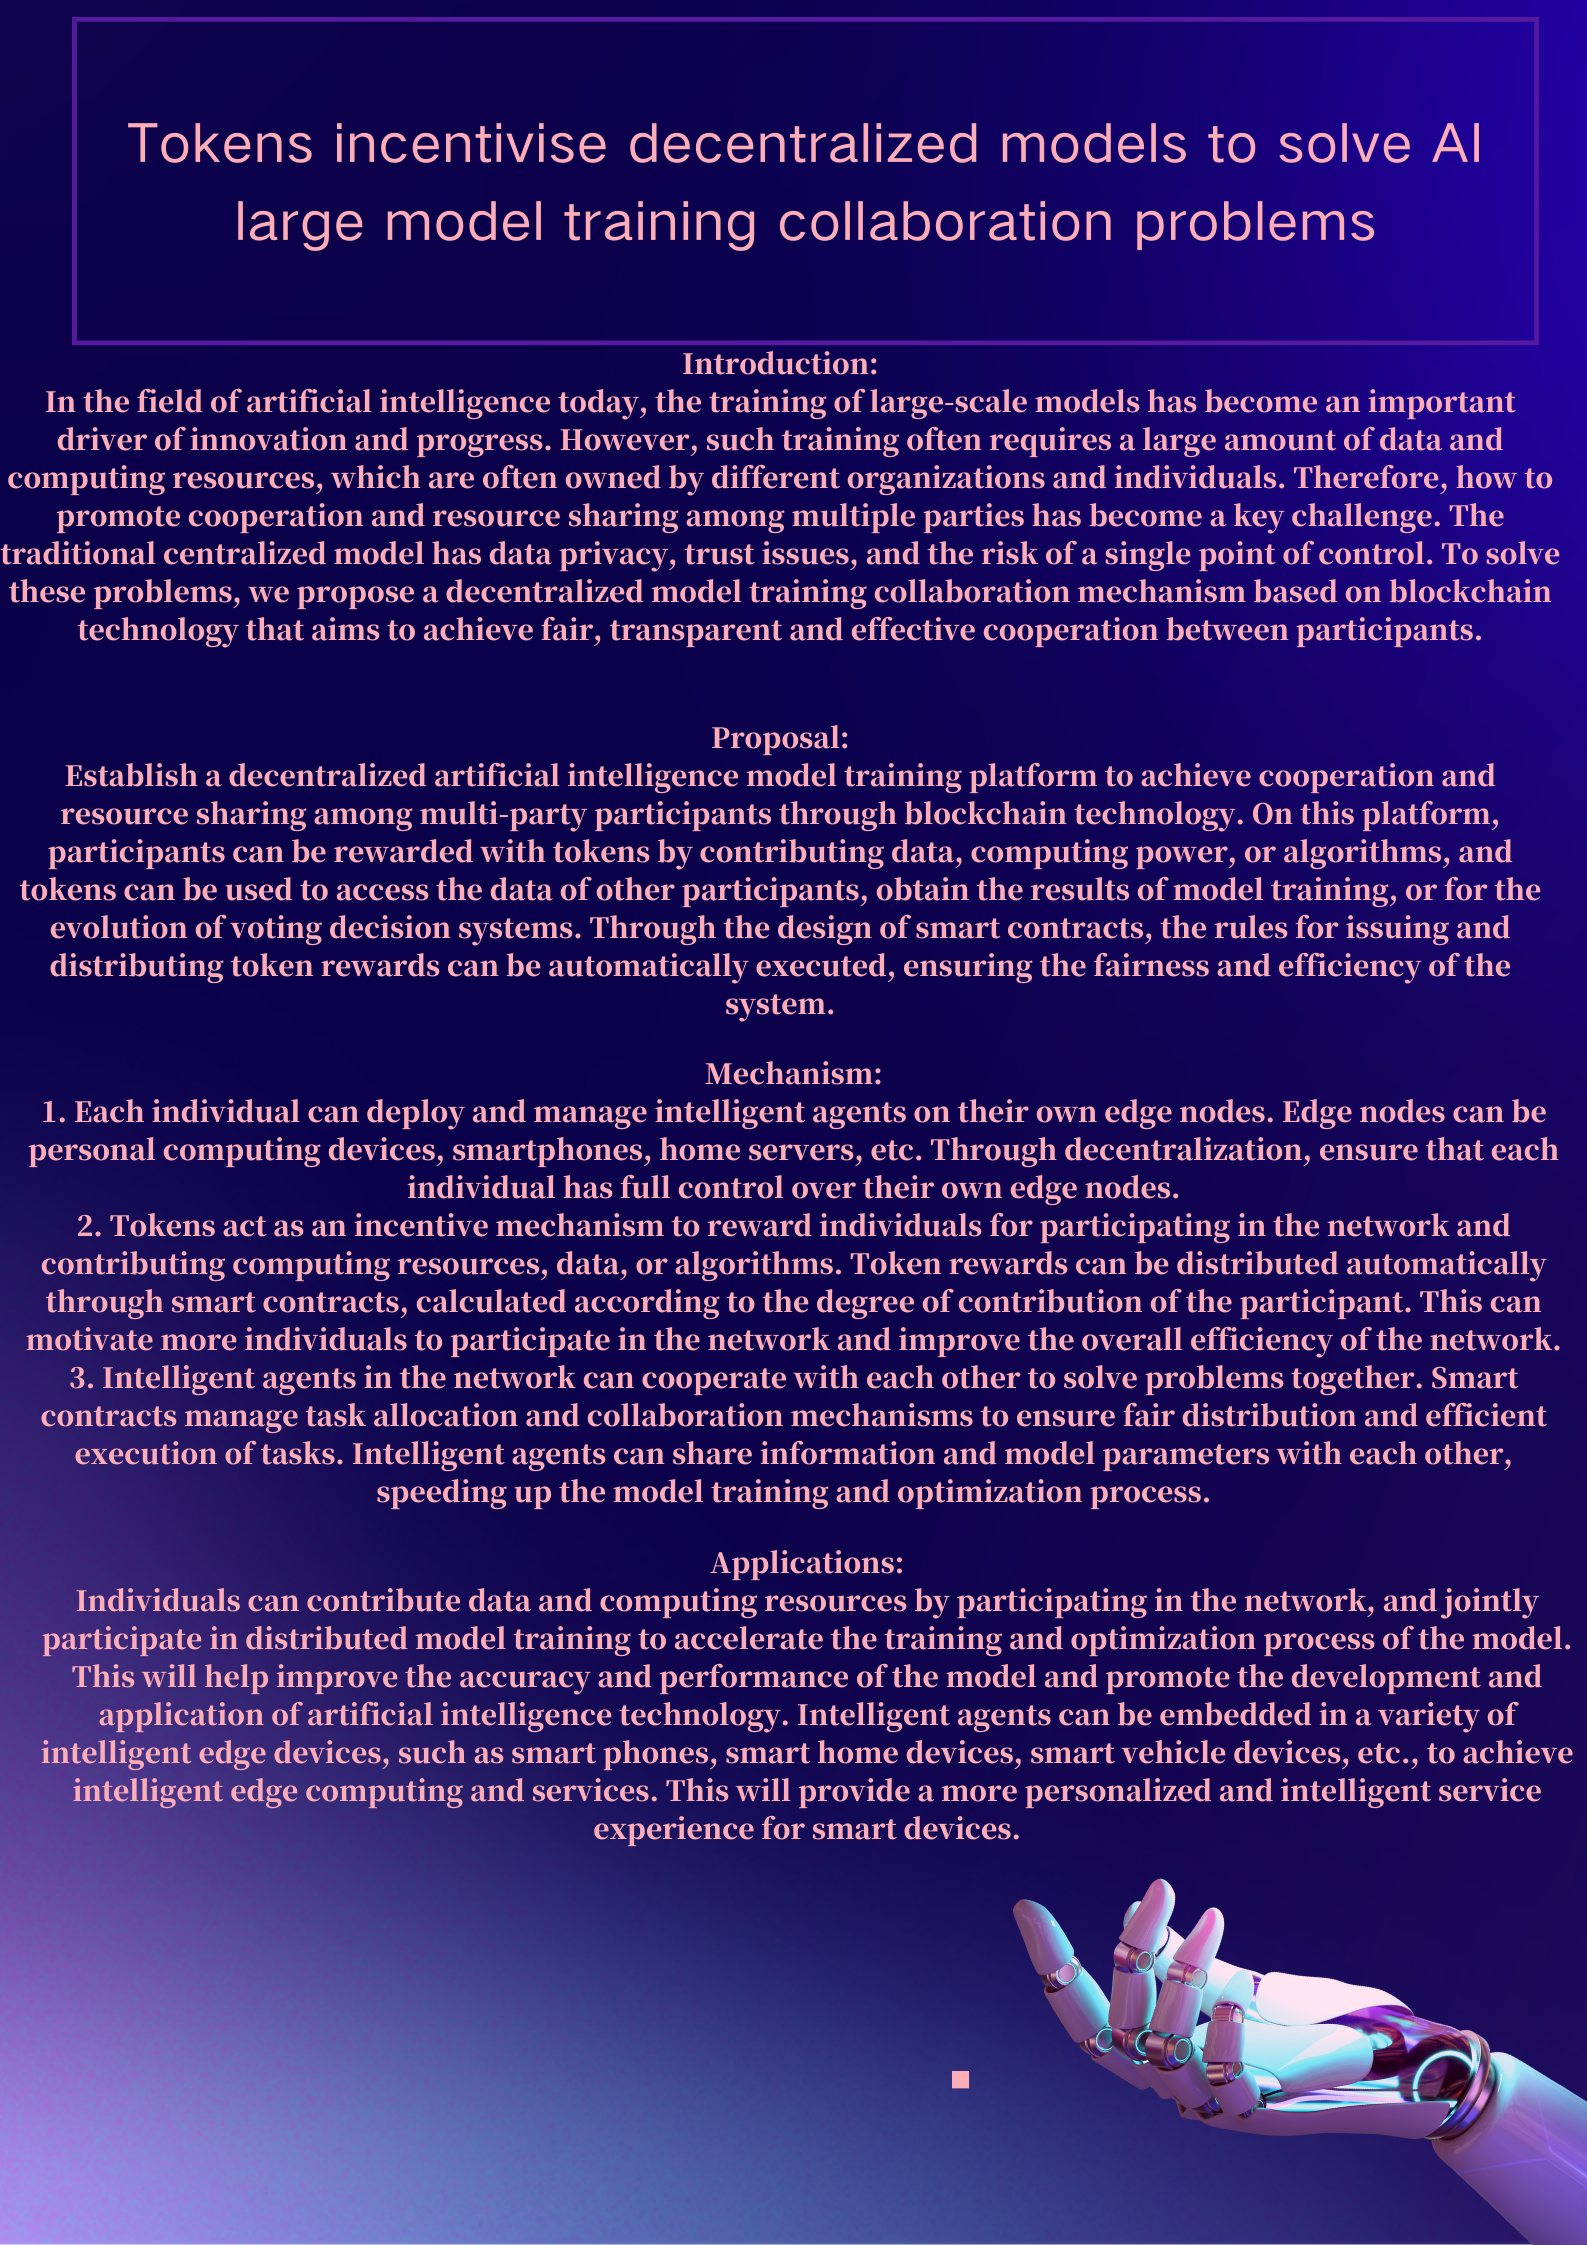 Tokens incentivise decentralized models to solve AI
large model training collaboration problems
Introduction:
In the field of artificial intelligence today, the training of large-scale models has become an important
driver of innovation and progress. However, such training often requires a large amount of data and
computing resources, which are often owned by different organizations and individuals. Therefore, how to
promote cooperation and resource sharing among multiple parties has become a key challenge. The
traditional centralized model has data privacy, trust issues, and the risk of a single point of control. To solve
these problems, we propose a decentralized model training collaboration mechanism based on blockchain
technology that aims to achieve fair, transparent and effective cooperation between participants.
Proposal:
Establish a decentralized artificial intelligence model training platform to achieve cooperation and
resource sharing among multi-party participants through blockchain technology. On this platform,
participants can be rewarded with tokens by contributing data, computing power, or algorithms, and
tokens can be used to access the data of other participants, obtain the results of model training, or for the
evolution of voting decision systems. Through the design of smart contracts, the rules for issuing and
distributing token rewards can be automatically executed, ensuring the fairness and efficiency of the
system.
Mechanism:
1. Each individual can deploy and manage intelligent agents on their own edge nodes. Edge nodes can be
personal computing devices, smartphones, home servers, etc. Through decentralization, ensure that each
individual has full control over their own edge nodes.
2. Tokens act as an incentive mechanism to reward individuals for participating in the network and
contributing computing resources, data, or algorithms. Token rewards can be distributed automatically
through smart contracts, calculated according to the degree of contribution of the participant. This can
motivate more individuals to participate in the network and improve the overall efficiency of the network.
3. Intelligent agents in the network can cooperate with each other to solve problems together. Smart
contracts manage task allocation and collaboration mechanisms to ensure fair distribution and efficient
execution of tasks. Intelligent agents can share information and model parameters with each other,
speeding up the model training and optimization process.
Applications:
Individuals can contribute data and computing resources by participating in the network, and jointly
participate in distributed model training to accelerate the training and optimization process of the model.
This will help improve the accuracy and performance of the model and promote the development and
application of artificial intelligence technology. Intelligent agents can be embedded in a variety of
intelligent edge devices, such as smart phones, smart home devices, smart vehicle devices, etc., to achieve
intelligent edge computing and services. This will provide a more personalized and intelligent service
experience for smart devices.